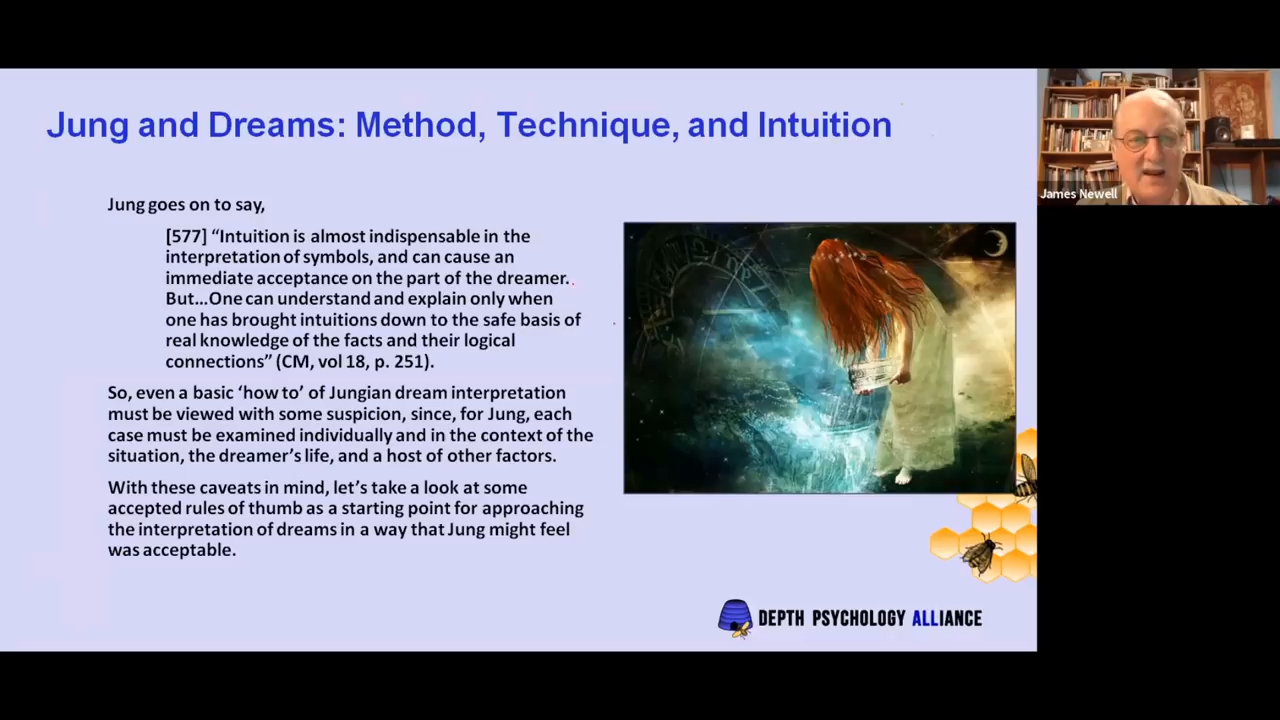 Jung and Dreams: Method, Technique, and Intuition
James Newell
Jung goes on to say,
[577] “Intuition is almost indispensable in the
interpretation of symbols, and can cause an
immediate acceptance on the part of the dreamer.
But...One can understand and explain only when
one has brought intuitions down to the safe basis of
real knowledge of the facts and their logical
connections” (CM, vol 18, p. 251).
So, even a basic ‘how to’ of Jungian dream interpretation
must be viewed with some suspicion, since, for Jung, each
case must be examined individually and in the context of the
situation, the dreamer’s life, and a host of other factors.
With these caveats in mind, let’s take a look at some
accepted rules of thumb as a starting point for approaching
the interpretation of dreams in a way that Jung might feel
was acceptable.
DEPTH PSYCHOLOGY ALLIANCE